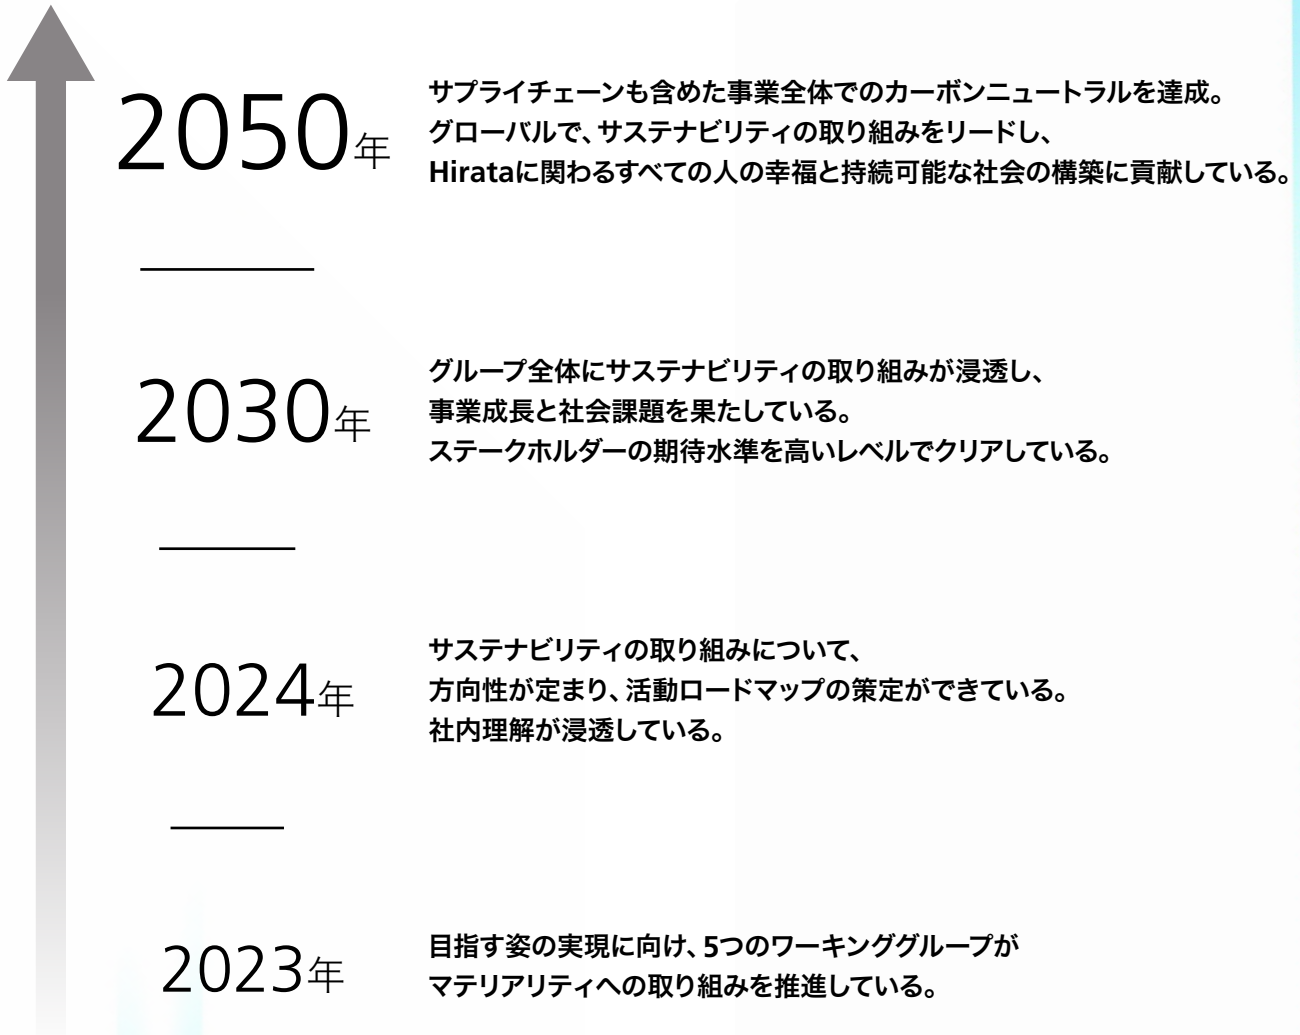 2050年
サプライチェーンも含めた事業全体でのカーボンニュートラルを達成。
グローバルで、サステナビリティの取り組みをリードし、
Hirataに関わるすべての人の幸福と持続可能な社会の構築に貢献している。
2030年
グループ全体にサステナビリティの取り組みが浸透し、
事業成長と社会課題を果たしている。
ステークホルダーの期待水準を高いレベルでクリアしている。
2024年
サステナビリティの取り組みについて、
方向性が定まり、活動ロードマップの策定ができている。
社内理解が浸透している。
2023年
目指す姿の実現に向け、5つのワーキンググループが
マテリアリティへの取り組みを推進している。